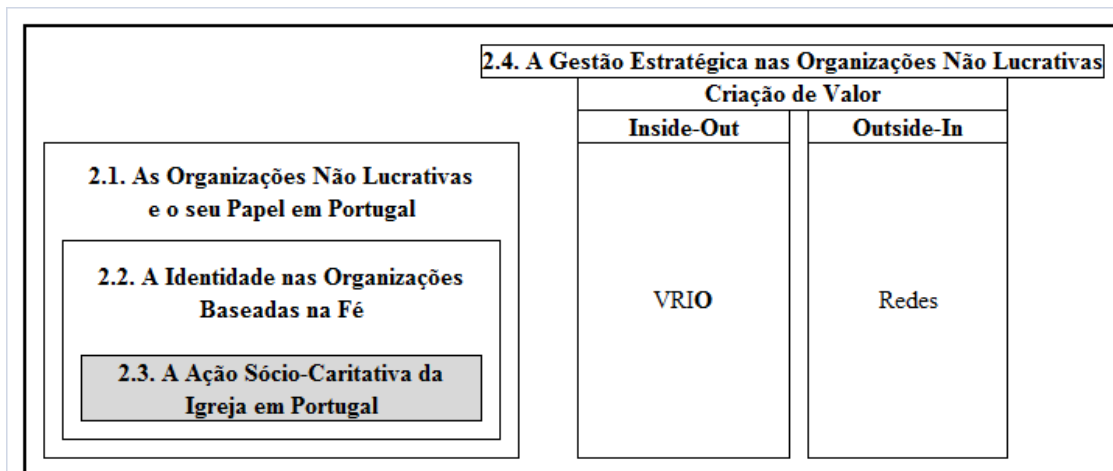 2.4. A Gestão Estratégica nas Organizações Não Lucrativas
Criação de Valor
Inside-Out
Outside-In
2.1. As Organizações Não Lucrativas
e o seu Papel em Portugal
2.2. A Identidade nas Organizações
Baseadas na Fé
VRIO
Redes
2.3. A Ação Sócio-Caritativa da
Igreja em Portugal